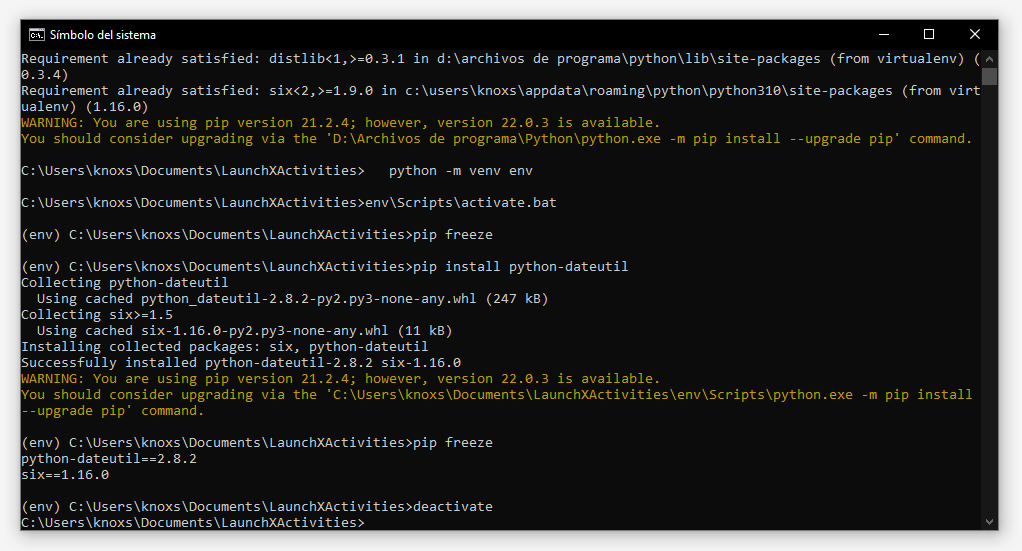 Símbolo del sistema
Requirement already satisfied: distlib<1,>=0.3.1 in d:\archivos de programa\python\lib\site-packages (from virtualenv) (
0.3.4)
Requirement already satisfied: six<2,>=1.9.0 in c:\users\knoxs\appdata\roaming\python\python310\site-packages (from virt
ualenv) (1.16.0)
WARNING: You are using pip version 21.2.4; however, version 22.0.3 is available.
You should consider upgrading via the 'D:\Archivos de programa\Python\python.exe -m pip install --upgrade pip' command.
C:\Users\knoxs\Documents\LaunchXActivities>   python -m venv env
C:\Users\knoxs\Documents\LaunchXActivities>env\Scripts\activate.bat
(env) C:\Users\knoxs\Documents\LaunchXActivities>pip freeze
(env) C:\Users\knoxs\Documents\LaunchXActivities>pip install python-dateutil
Collecting python-dateutil
  Using cached python_dateutil-2.8.2-py2.py3-none-any.whl (247 kB)
Collecting six>=1.5
  Using cached six-1.16.0-py2.py3-none-any.whl (11 kB)
Installing collected packages: six, python-dateutil
Successfully installed python-dateutil-2.8.2 six-1.16.0
WARNING: You are using pip version 21.2.4; however, version 22.0.3 is available.
You should consider upgrading via the 'C:\Users\knoxs\Documents\LaunchXActivities\env\Scripts\python.exe -m pip install
--upgrade pip' command.
(env) C:\Users\knoxs\Documents\LaunchXActivities>pip freeze
python-dateutil==2.8.2
six==1.16.0
(env) C:\Users\knoxs\Documents\LaunchXActivities>deactivate
C:\Users\knoxs\Documents\LaunchXActivities>